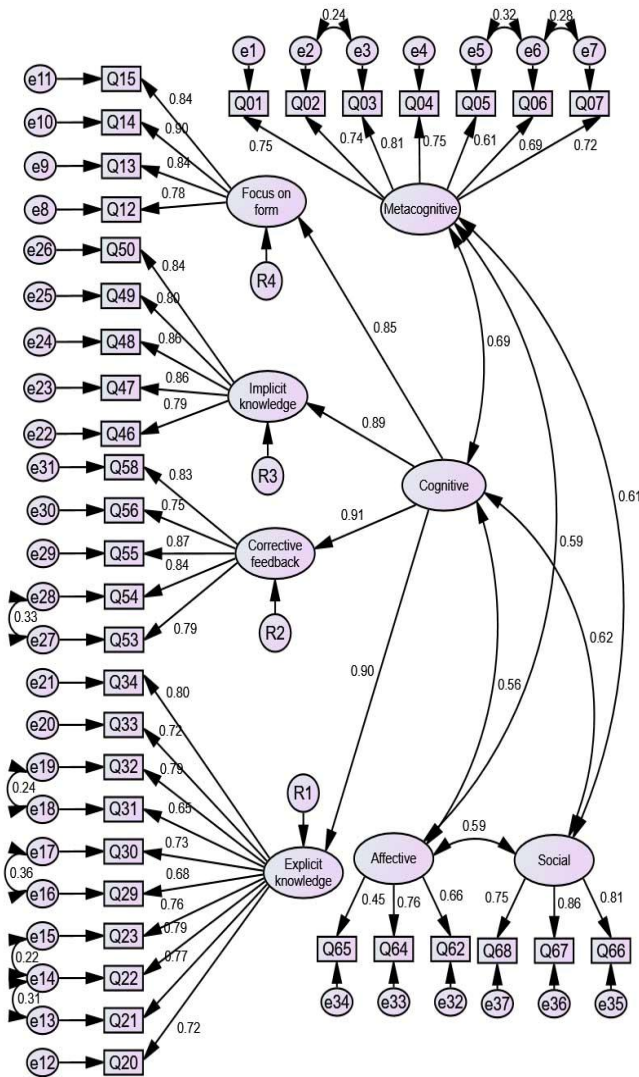 0.24
0.32
0.28
e1
e2
e3
e4
e5
e6
e7
Q01
Q02
Q03
Q04
Q05
Q06
Q07
0.75
0.74
0.81
0.75
0.61
0.69
0.72
Metacognitive
e11
Q15
e10
Q14
e9
Q13
e8
Q12
0.84
0.90
0.84
0.78
Focus on
form
R4
e26
Q50
e25
Q49
e24
Q48
e23
Q47
e22
Q46
0.84
0.80
0.86
0.86
0.79
Implicit
knowledge
R3
e31
Q58
e30
Q56
e29
Q55
e28
Q54
e27
Q53
0.33
0.83
0.75
0.87
0.84
0.79
Corrective
feedback
R2
0.85
0.89
0.91
0.90
Cognitive
0.69
0.59
0.61
0.62
0.56
e21
Q34
e20
Q33
e19
Q32
e18
Q31
e17
Q30
e16
Q29
e15
Q23
e14
Q22
e13
Q21
e12
Q20
0.24
0.36
0.22
0.31
0.80
0.72
0.79
0.65
0.73
0.68
0.76
0.79
0.77
0.72
R1
Explicit
knowledge
Affective
0.59
Social
0.45
0.76
0.66
0.75
0.86
0.81
Q65
Q64
Q62
Q68
Q67
Q66
e34
e33
e32
e37
e36
e35